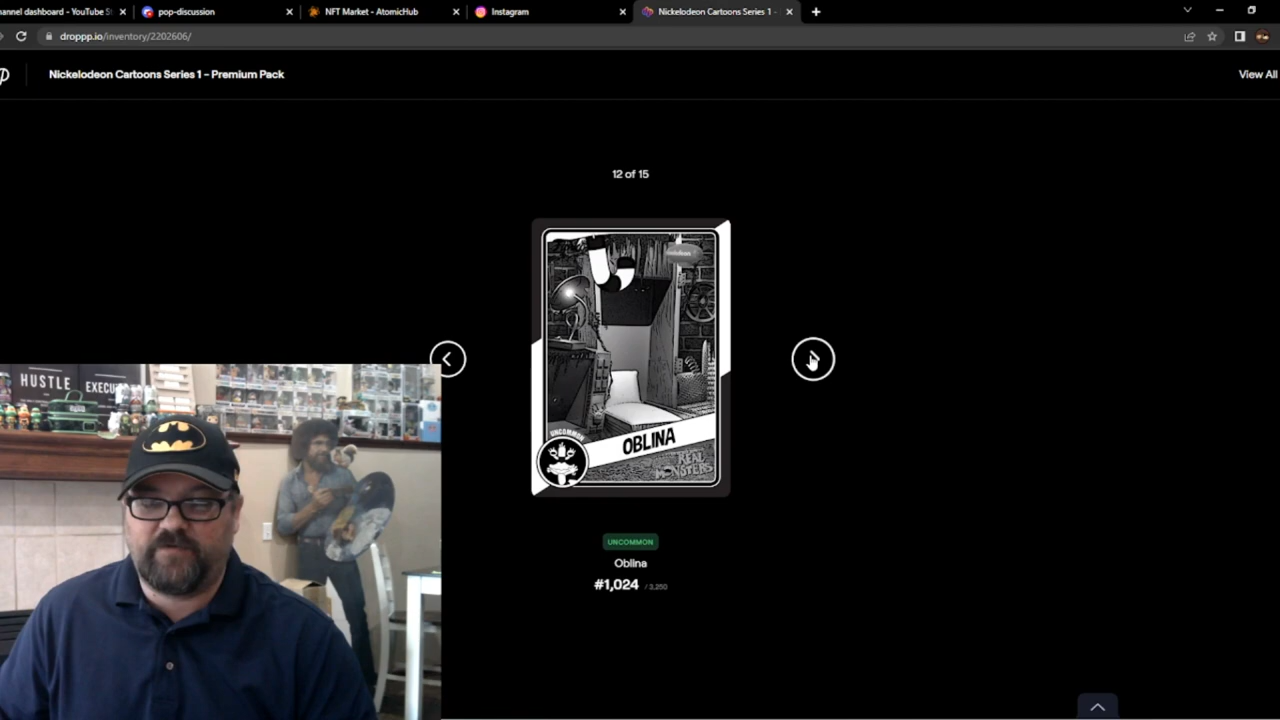 annel dashboard - YouTube S
pop-discussion
NFT Market - AtomicHub
Instagram
Nickelodeon Cartoons Series 1 -
droppp.io/inventory/2202606/
Nickelodeon Cartoons Series 1 - Premium Pack
View All
12 of 15
nickelodeon
UNCOMMON
OBLINA
REAL
MONSTERS
UNCOMMON
Oblina
#1,024 / 3,250
HUSTLE
EXECU